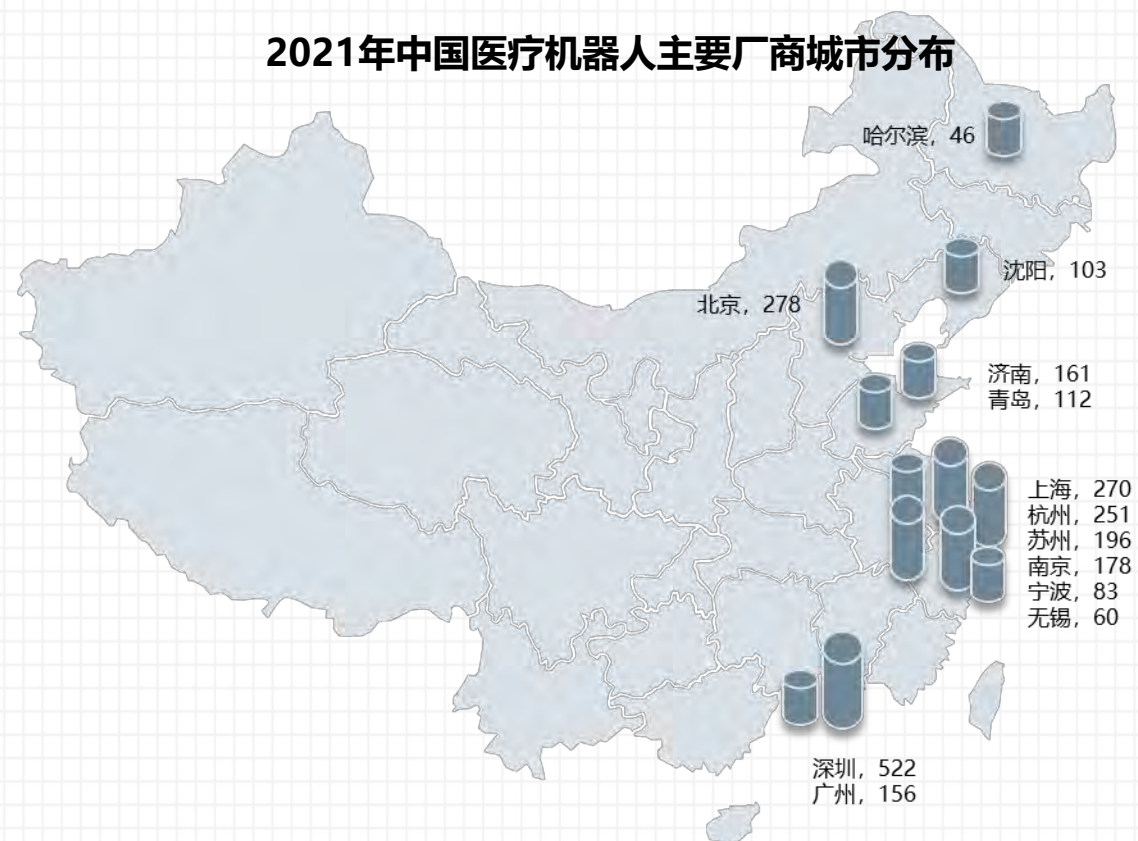 2021年中国医疗机器人主要厂商城市分布
哈尔滨，46
沈阳，103
北京，278
济南，161
青岛，112
上海，270
杭州，251
苏州，196
南京，178
宁波，83
无锡，60
深圳，522
广州，156